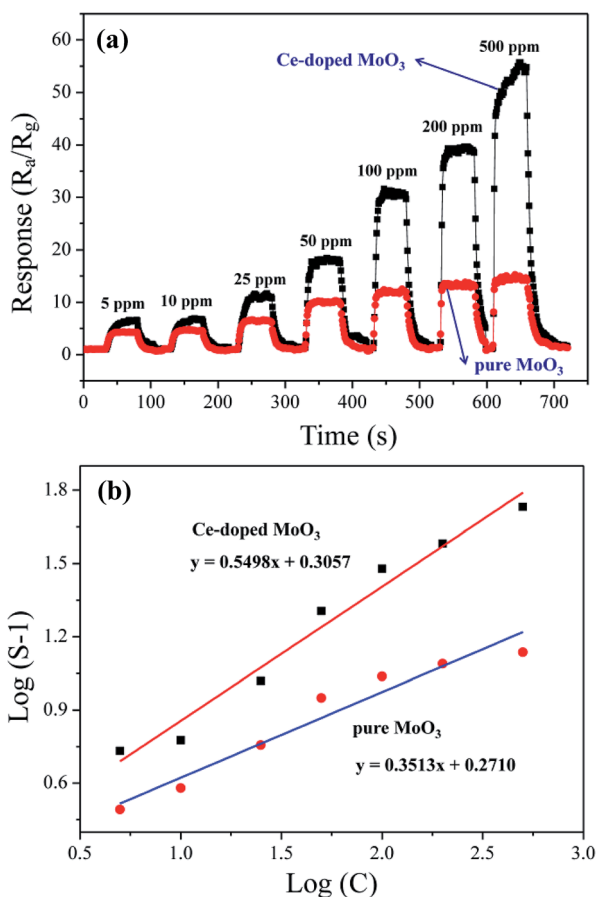 (a)
60
50
40
30
20
10
0
Response (Rₐ/R_g)
5 ppm
10 ppm
25 ppm
50 ppm
100 ppm
200 ppm
500 ppm
Ce-doped MoO₃
pure MoO₃
0 100 200 300 400 500 600 700
Time (s)
(b)
1.8
1.5
1.2
0.9
0.6
Log (S-1)
Ce-doped MoO₃
y = 0.5498x + 0.3057
pure MoO₃
y = 0.3513x + 0.2710
0.5 1.0 1.5 2.0 2.5 3.0
Log (C)